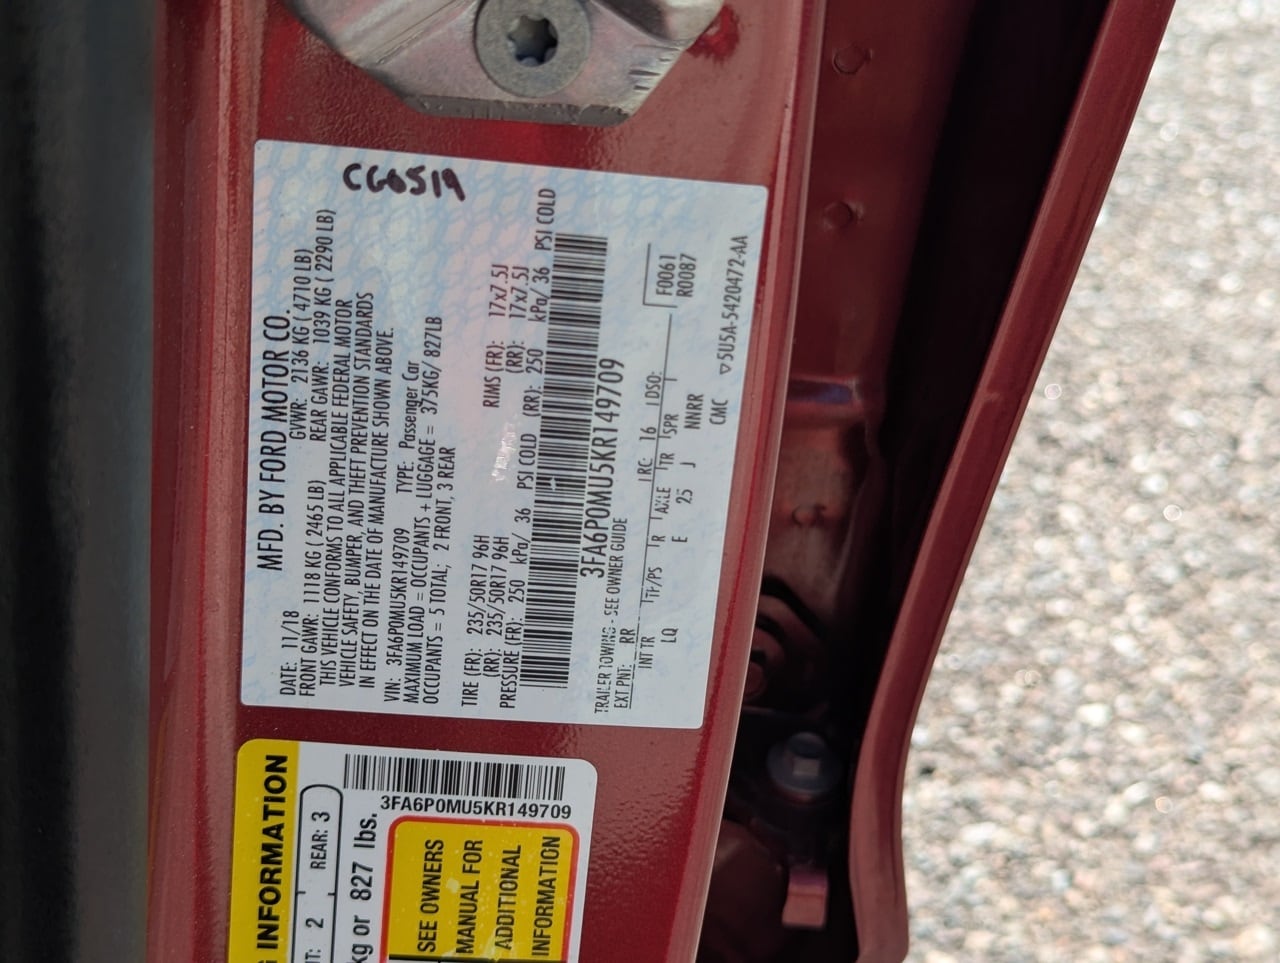 CG6519
MFD. BY FORD MOTOR CO.
DATE: 11/18 GVWR: 2136 KG ( 4710 LB)
FRONT GAWR: 1118 KG ( 2465 LB) REAR GAWR: 1039 KG ( 2290 LB)
THIS VEHICLE CONFORMS TO ALL APPLICABLE FEDERAL MOTOR
VEHICLE SAFETY, BUMPER, AND THEFT PREVENTION STANDARDS
IN EFFECT ON THE DATE OF MANUFACTURE SHOWN ABOVE.
VIN: 3FA6P0MU5KR149709 TYPE: Passenger Car
MAXIMUM LOAD = OCCUPANTS + LUGGAGE = 375KG/ 827LB
OCCUPANTS = 5 TOTAL; 2 FRONT, 3 REAR
TIRE (FR): 235/50R17 96H RIMS (FR): 17x7.5J
(RR): 235/50R17 96H (RR): 17x7.5J
PRESSURE (FR): 250 kPa/ 36 PSI COLD (RR): 250 kPa/ 36 PSI COLD
3FA6P0MU5KR149709
TRAILER TOWING - SEE OWNER GUIDE
EXT PNT: RR RC: 16 DSO: F0061
INT TR TP/PS R AXLE TR SPR R0087
LQ E 25 J NNRR
CMC ▽5U5A-5420472-AA
INFORMATION
2 REAR: 3
kg or 827 lbs.
3FA6P0MU5KR149709
SEE OWNERS
MANUAL FOR
ADDITIONAL
INFORMATION